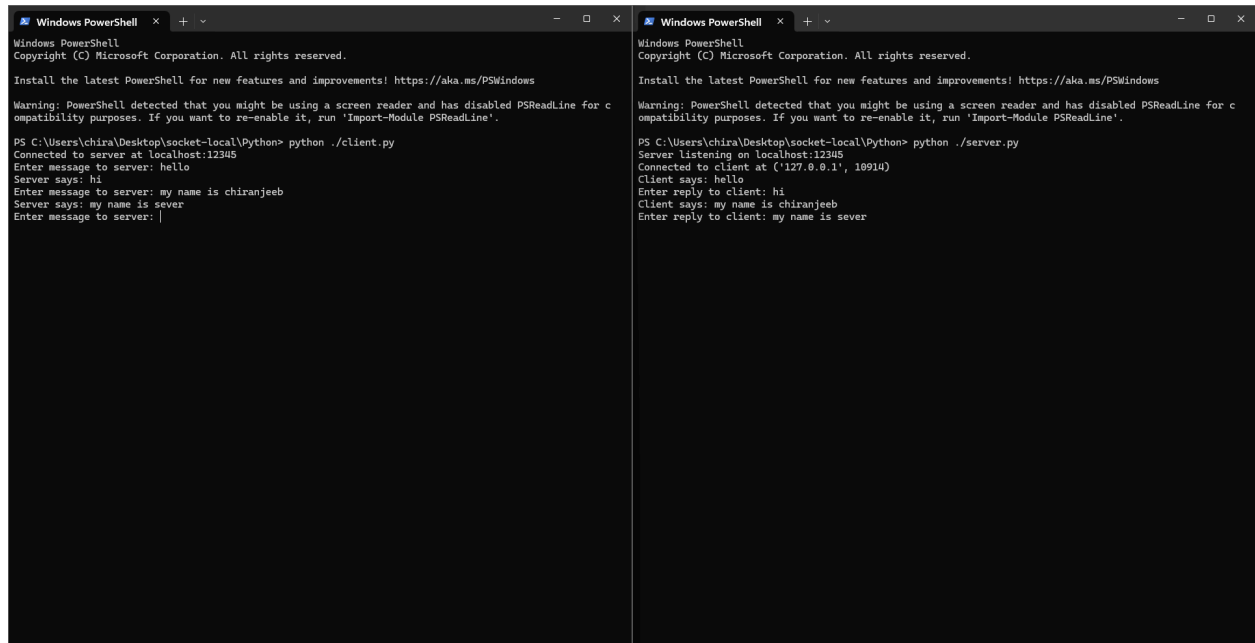 Windows PowerShell
Windows PowerShell
Copyright (C) Microsoft Corporation. All rights reserved.
Install the latest PowerShell for new features and improvements! https://aka.ms/PSWindows
Warning: PowerShell detected that you might be using a screen reader and has disabled PSReadLine for c
ompatibility purposes. If you want to re-enable it, run 'Import-Module PSReadLine'.
PS C:\Users\chira\Desktop\socket-local\Python> python ./client.py
Connected to server at localhost:12345
Enter message to server: hello
Server says: hi
Enter message to server: my name is chiranjeeb
Server says: my name is sever
Enter message to server:
Windows PowerShell
Windows PowerShell
Copyright (C) Microsoft Corporation. All rights reserved.
Install the latest PowerShell for new features and improvements! https://aka.ms/PSWindows
Warning: PowerShell detected that you might be using a screen reader and has disabled PSReadLine for c
ompatibility purposes. If you want to re-enable it, run 'Import-Module PSReadLine'.
PS C:\Users\chira\Desktop\socket-local\Python> python ./server.py
Server listening on localhost:12345
Connected to client at ('127.0.0.1', 10914)
Client says: hello
Enter reply to client: hi
Client says: my name is chiranjeeb
Enter reply to client: my name is sever